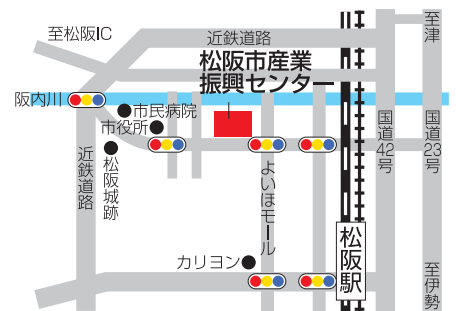 至松阪IC
近鉄道路
至津
松阪市産業
振興センター
阪内川
市民病院
市役所
国道42号
国道23号
近鉄道路
松阪城跡
よいほモール
カリヨン
松阪駅
至伊勢